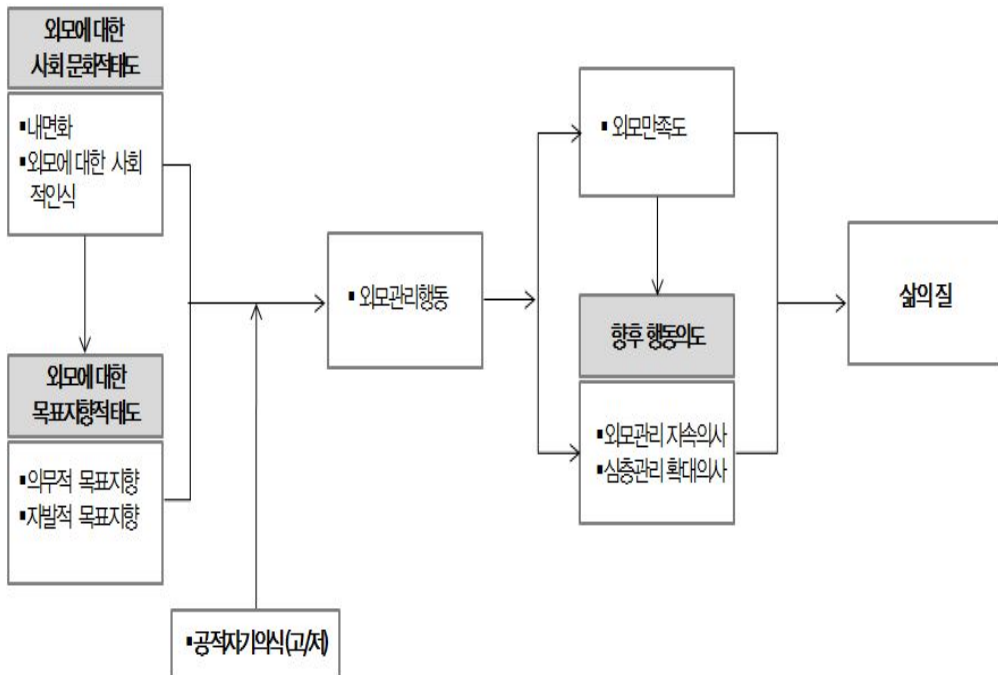 외모에 대한
사회 문화적태도
▪내면화
▪외모에 대한 사회
적인식
외모에 대한
목표지향적 태도
▪의무적 목표지향
▪자발적 목표지향
▪공적자기의식(고/저)
▪ 외모관리행동
▪ 외모만족도
향후 행동의도
▪외모관리 지속의사
▪심층관리 확대의사
삶의 질